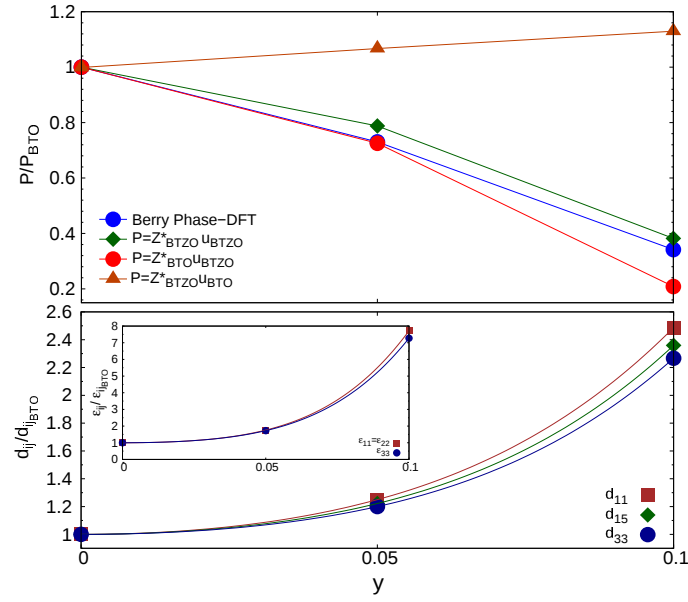 1.2
1
0.8
0.6
0.4
0.2
P/P_BTO
Berry Phase−DFT
P=Z*_BTZO u_BTZO
P=Z*_BTO u_BTZO
P=Z*_BTZO u_BTO
2.6
2.4
2.2
2
1.8
1.6
1.4
1.2
1
d_ij/d_ij_BTO
8
7
6
5
4
3
2
1
0
ε_ij/ε_ij_BTO
0
0.05
0.1
ε_11=ε_22
ε_33
d_11
d_15
d_33
0
0.05
0.1
y